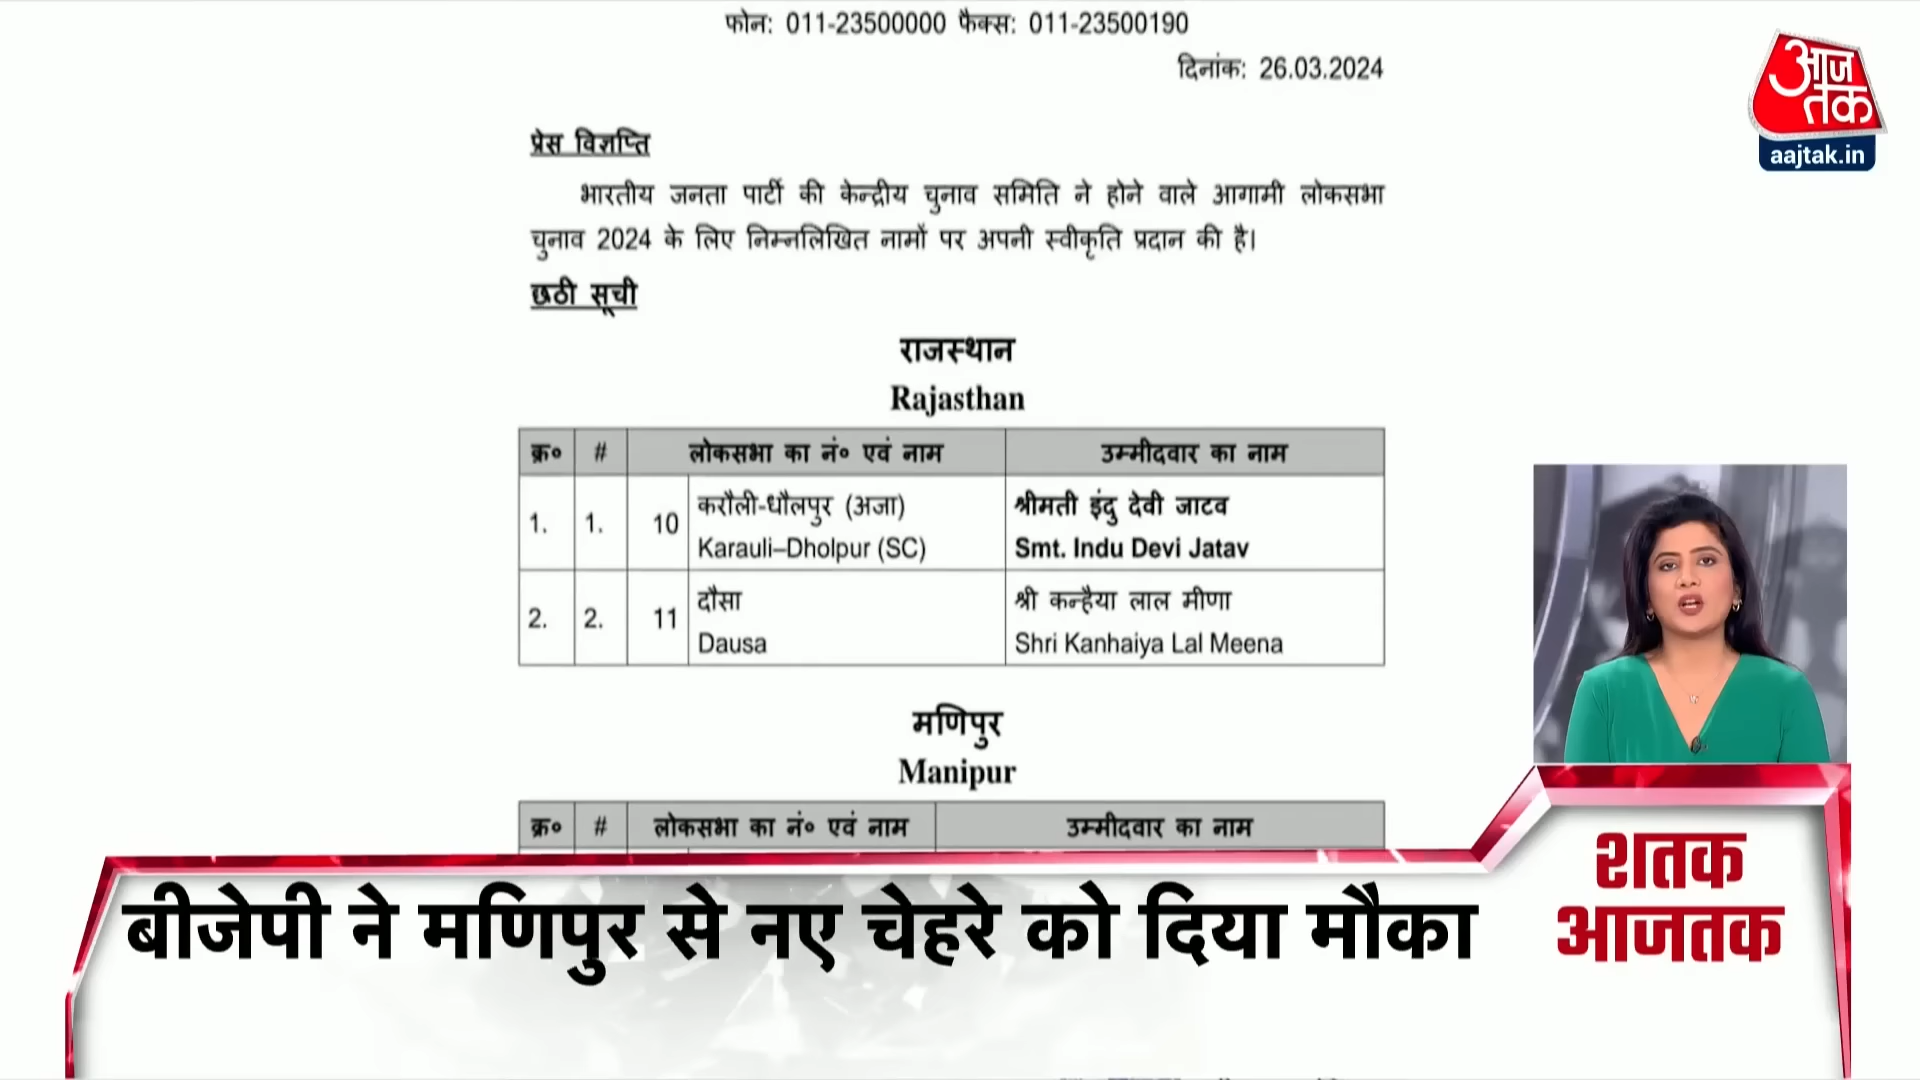 फोन: 011-23500000 फैक्स: 011-23500190
दिनांक: 26.03.2024
आज
तक
aajtak.in
प्रेस विज्ञप्ति
भारतीय जनता पार्टी की केन्द्रीय चुनाव समिति ने होने वाले आगामी लोकसभा
चुनाव 2024 के लिए निम्नलिखित नामों पर अपनी स्वीकृति प्रदान की है।
छठी सूची
राजस्थान
Rajasthan
क्र० # लोकसभा का नं० एवं नाम उम्मीदवार का नाम
1. 1. 10 करौली-धौलपुर (अजा) श्रीमती इंदु देवी जाटव
Karauli–Dholpur (SC) Smt. Indu Devi Jatav
2. 2. 11 दौसा श्री कन्हैया लाल मीणा
Dausa Shri Kanhaiya Lal Meena
मणिपुर
Manipur
क्र० # लोकसभा का नं० एवं नाम उम्मीदवार का नाम
बीजेपी ने मणिपुर से नए चेहरे को दिया मौका
शतक
आजतक